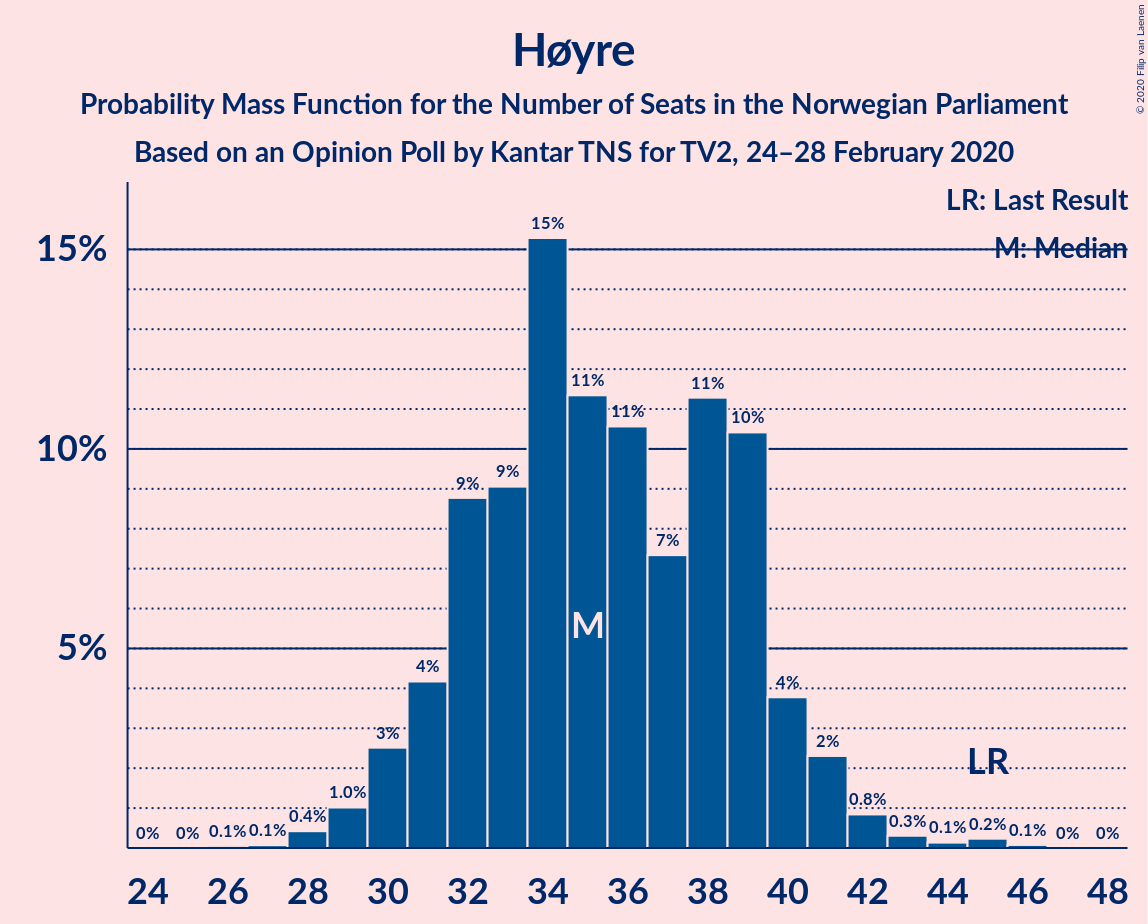 Høyre
Probability Mass Function for the Number of Seats in the Norwegian Parliament
Based on an Opinion Poll by Kantar TNS for TV2, 24–28 February 2020
© 2020 Filip van Laenen
LR: Last Result
M: Median
15%
10%
5%
0% 0% 0.1% 0.1% 0.4% 1.0% 3% 4% 9% 9% 15% 11% 11% 7% 11% 10% 4% 2% 0.8% 0.3% 0.1% 0.2% 0.1% 0% 0%
M
LR
24 26 28 30 32 34 36 38 40 42 44 46 48